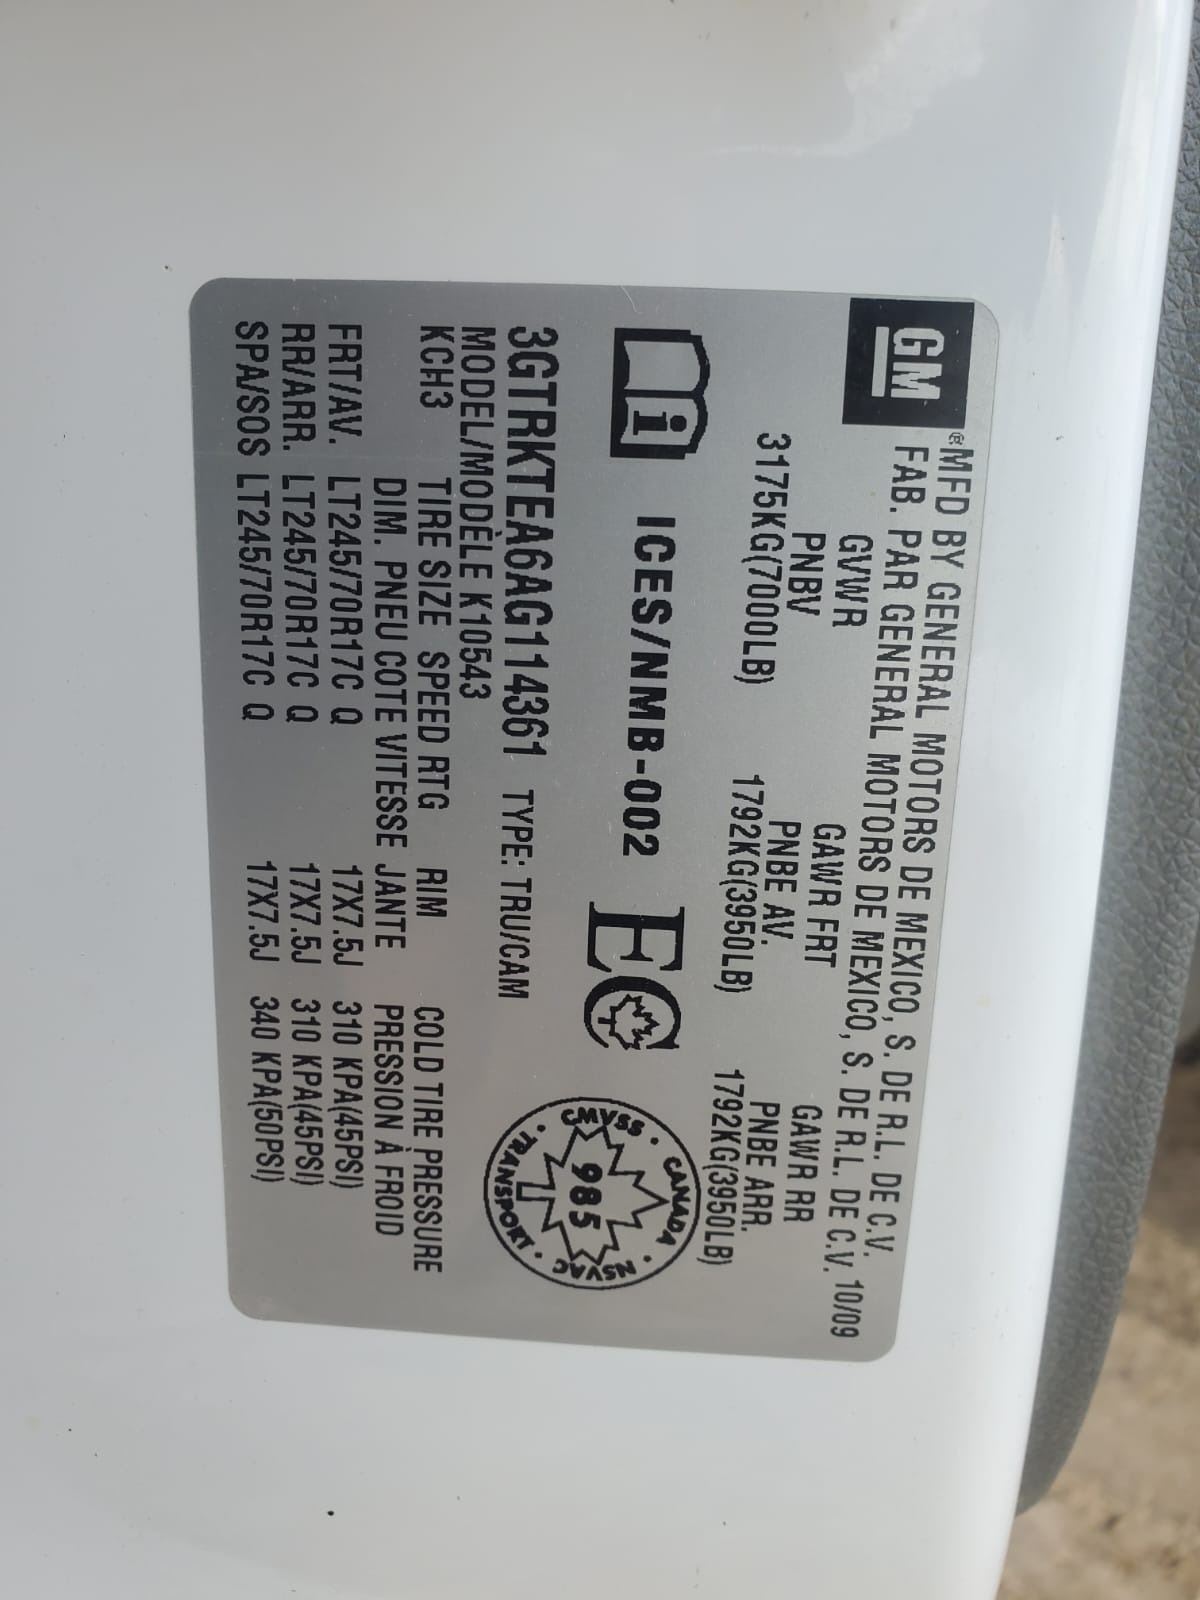 GM
®MFD BY GENERAL MOTORS DE MEXICO, S. DE R.L. DE C.V.
FAB. PAR GENERAL MOTORS DE MEXICO, S. DE R.L. DE C.V. 10/09
GVWR GAWR FRT GAWR RR
PNBV PNBE AV. PNBE ARR.
3175KG(7000LB) 1792KG(3950LB) 1792KG(3950LB)
i ICES/NMB-002 EC
CANADA · NSVAC · TRANSPORT · CMVSS ·
985
T
3GTRKTEA6AG114361 TYPE: TRU/CAM
MODEL/MODÈLE K10543
KCH3 TIRE SIZE SPEED RTG RIM COLD TIRE PRESSURE
DIM. PNEU COTE VITESSE JANTE PRESSION À FROID
FRT/AV. LT245/70R17C Q 17X7.5J 310 KPA(45PSI)
RR/ARR. LT245/70R17C Q 17X7.5J 310 KPA(45PSI)
SPA/SOS LT245/70R17C Q 17X7.5J 340 KPA(50PSI)